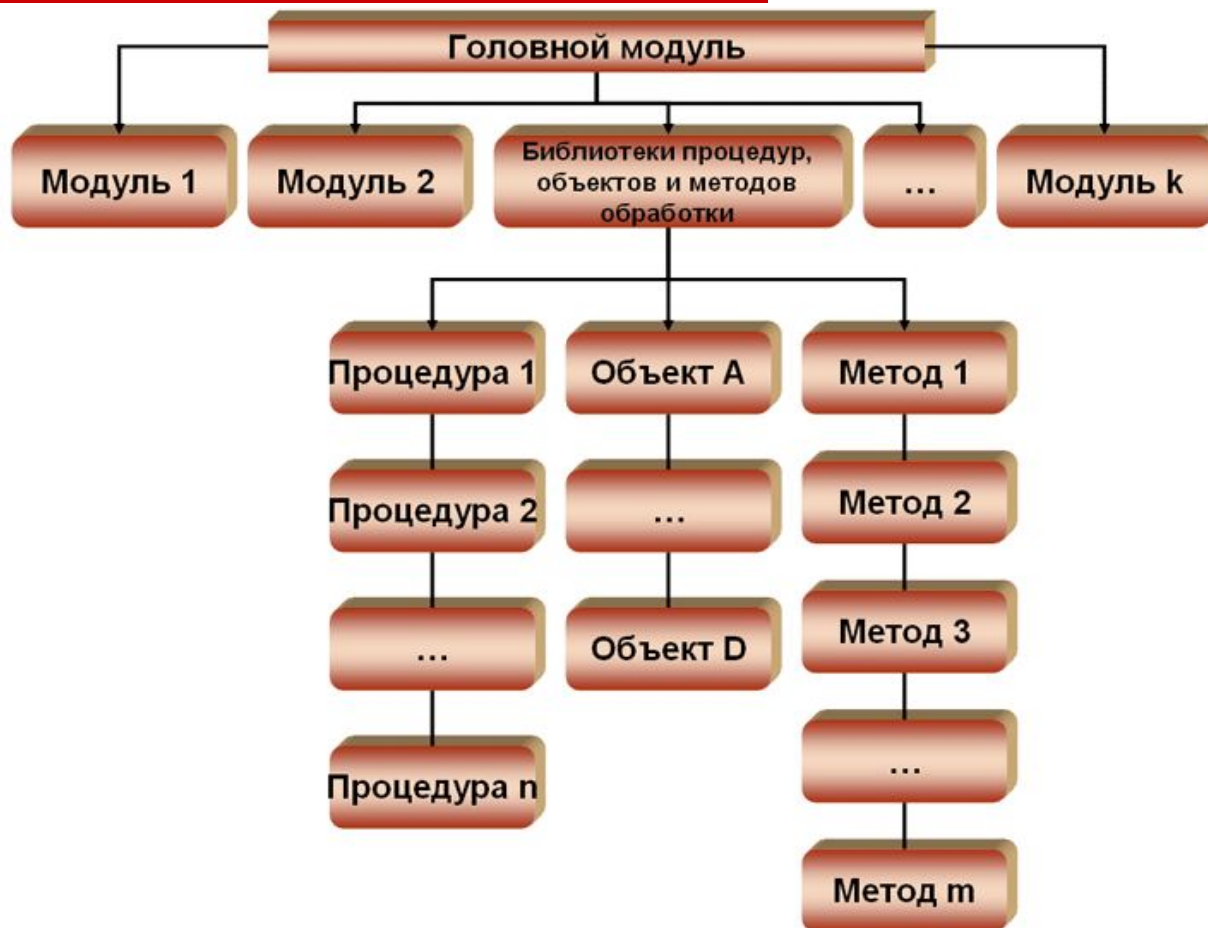 Головной модуль
Модуль 1
Модуль 2
Библиотеки процедур,
объектов и методов
обработки
...
Модуль k
Процедура 1
Объект A
Метод 1
Процедура 2
...
Метод 2
...
Объект D
Метод 3
Процедура n
...
Метод m